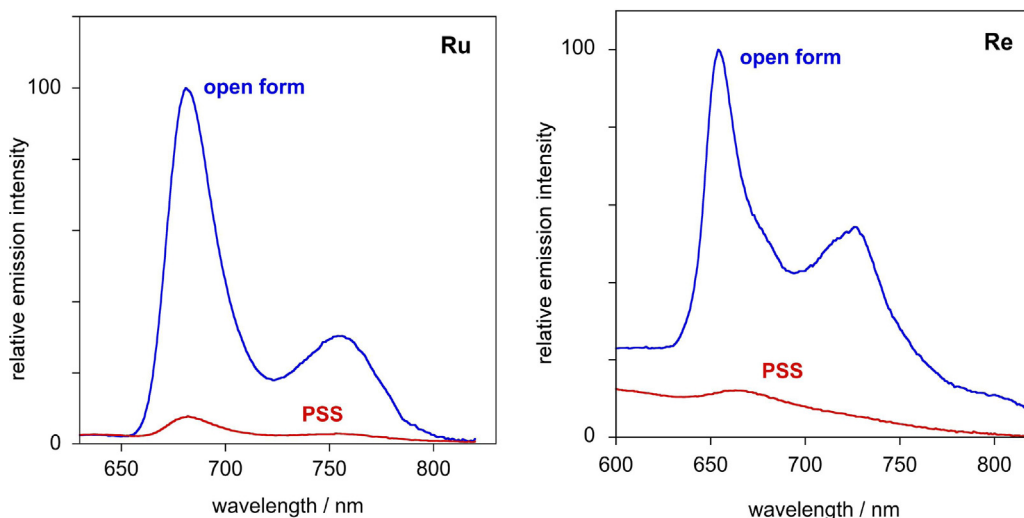 Ru
open form
100
relative emission intensity
PSS
0
650
700
750
800
wavelength / nm
Re
100
open form
relative emission intensity
PSS
0
600
650
700
750
800
wavelength / nm